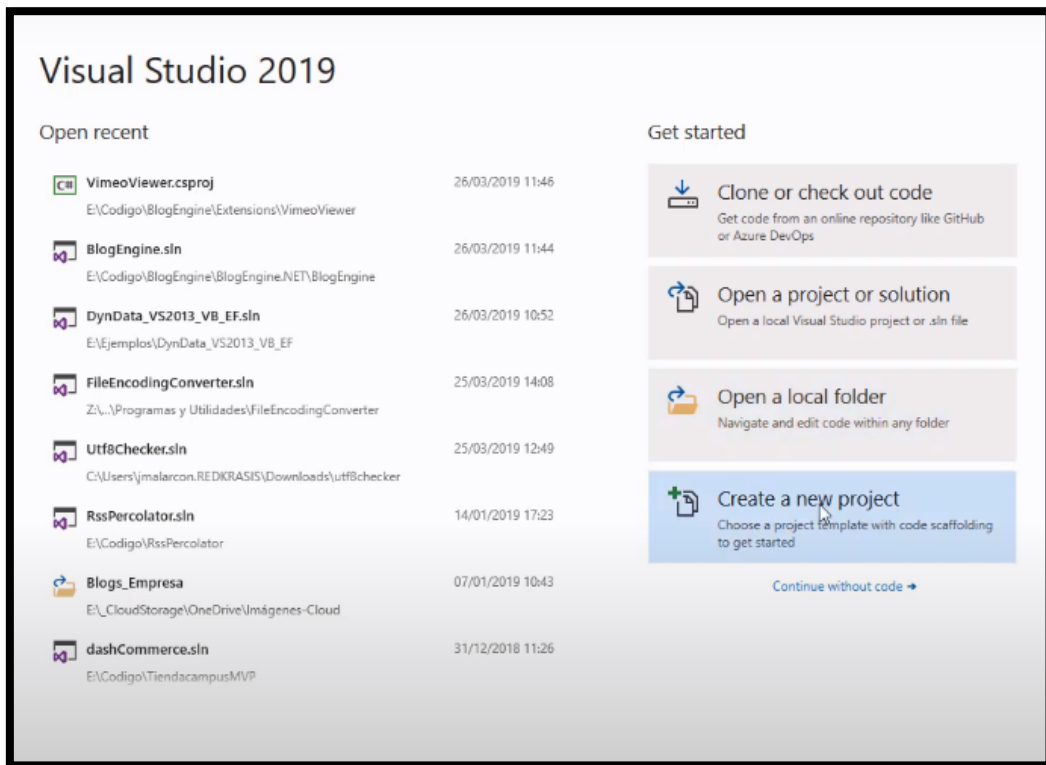 Visual Studio 2019
Open recent
VimeoViewer.csproj 26/03/2019 11:46
E:\Codigo\BlogEngine\Extensions\VimeoViewer
BlogEngine.sln 26/03/2019 11:44
E:\Codigo\BlogEngine\BlogEngine.NET\BlogEngine
DynData_VS2013_VB_EF.sln 26/03/2019 10:52
E:\Ejemplos\DynData_VS2013_VB_EF
FileEncodingConverter.sln 25/03/2019 14:08
Z:\...\Programas y Utilidades\FileEncodingConverter
Utf8Checker.sln 25/03/2019 12:49
C:\Users\jmalarcon.REDKRASIS\Downloads\utf8checker
RssPercolator.sln 14/01/2019 17:23
E:\Codigo\RssPercolator
Blogs_Empresa 07/01/2019 10:43
E:\_CloudStorage\OneDrive\Imágenes-Cloud
dashCommerce.sln 31/12/2018 11:26
E:\Codigo\TiendacampusMVP
Get started
Clone or check out code
Get code from an online repository like GitHub
or Azure DevOps
Open a project or solution
Open a local Visual Studio project or .sln file
Open a local folder
Navigate and edit code within any folder
Create a new project
Choose a project template with code scaffolding
to get started
Continue without code →